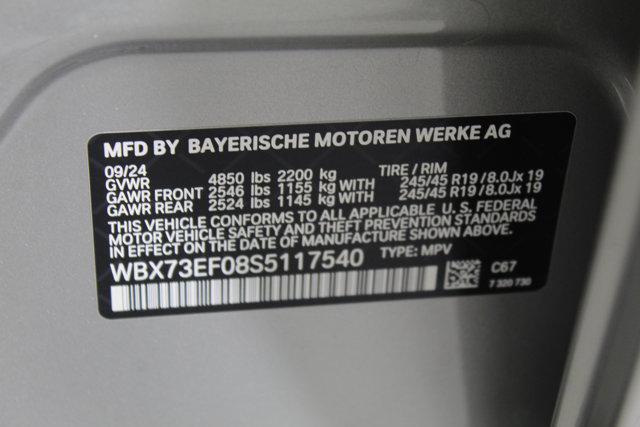 MFD BY BAYERISCHE MOTOREN WERKE AG
09/24 TIRE / RIM
GVWR 4850 lbs 2200 kg
GAWR FRONT 2546 lbs 1155 kg WITH 245/45 R19 / 8.0Jx 19
GAWR REAR 2524 lbs 1145 kg WITH 245/45 R19 / 8.0Jx 19
THIS VEHICLE CONFORMS TO ALL APPLICABLE U. S. FEDERAL
MOTOR VEHICLE SAFETY AND THEFT PREVENTION STANDARDS
IN EFFECT ON THE DATE OF MANUFACTURE SHOWN ABOVE.
WBX73EF08S5117540 TYPE: MPV
C67
7 320 730